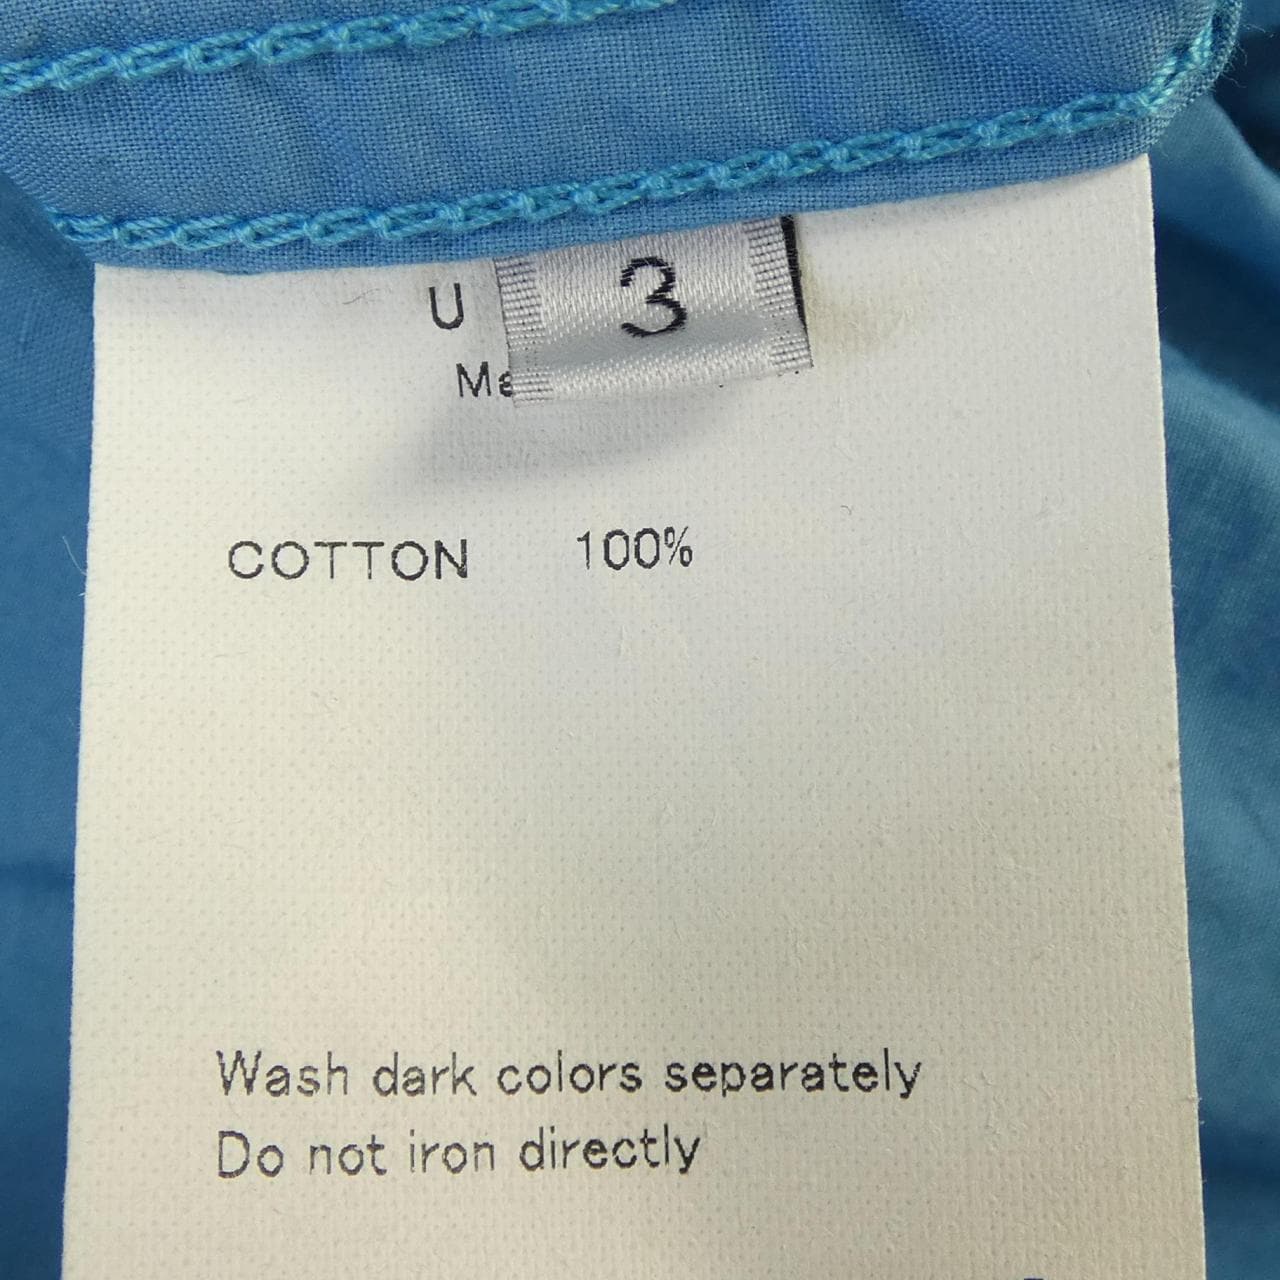 3
U
COTTON 100%
Wash dark colors separately
Do not iron directly